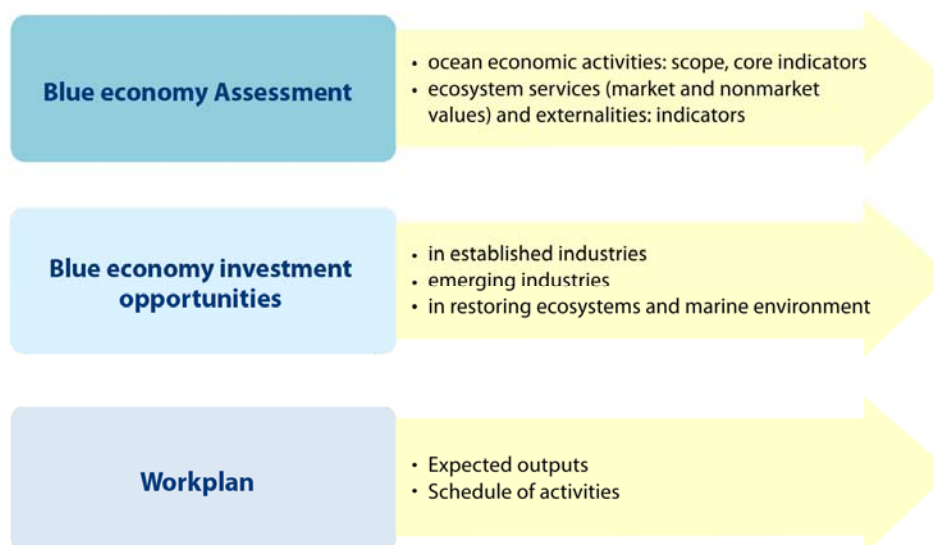 Blue economy Assessment
• ocean economic activities: scope, core indicators
• ecosystem services (market and nonmarket
values) and externalities: indicators
Blue economy investment
opportunities
• in established industries
• emerging industries
• in restoring ecosystems and marine environment
Workplan
• Expected outputs
• Schedule of activities